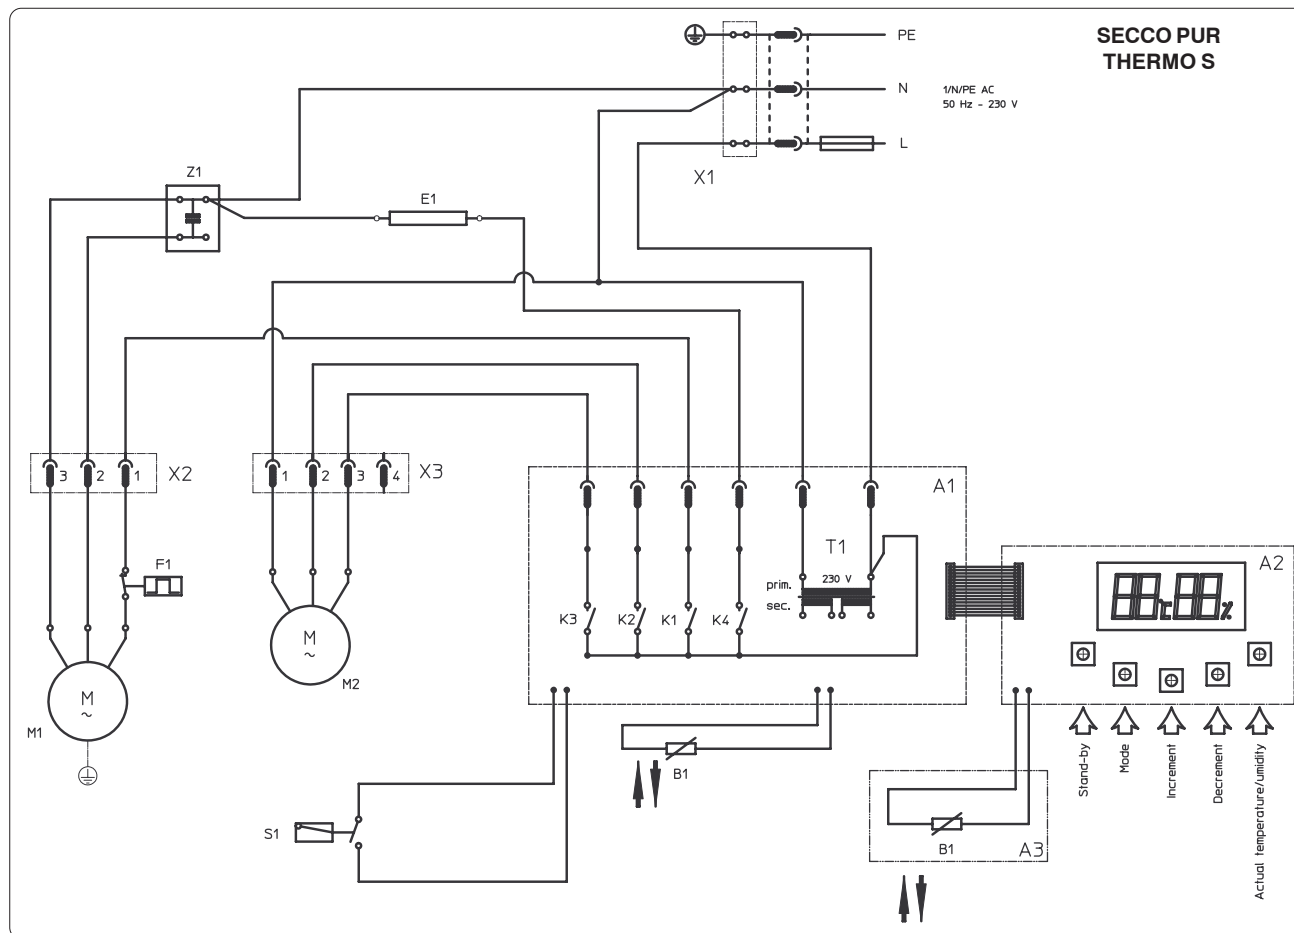 SECCO PUR
THERMO S
PE
N
1/N/PE AC
50 Hz - 230 V
L
X1
Z1
E1
3
2
1
X2
1
2
3
4
X3
A1
F1
T1
prim.
230 V
sec.
A2
°C
%
K3
K2
K1
K4
M
~
M1
M
~
M2
B1
S1
B1
A3
Stand-by
Mode
Increment
Decrement
Actual temperature/umidity